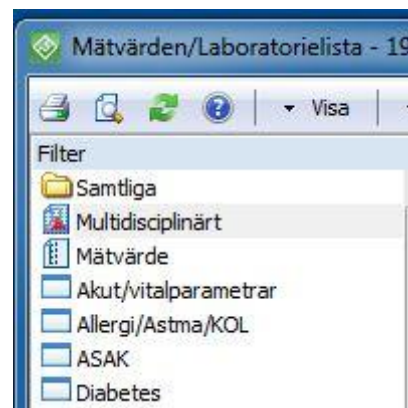 Mätvärden/Laboratorielista - 19
Visa
Filter
Samtliga
Multidisciplinärt
Mätvärde
Akut/vitalparametrar
Allergi/Astma/KOL
ASAK
Diabetes